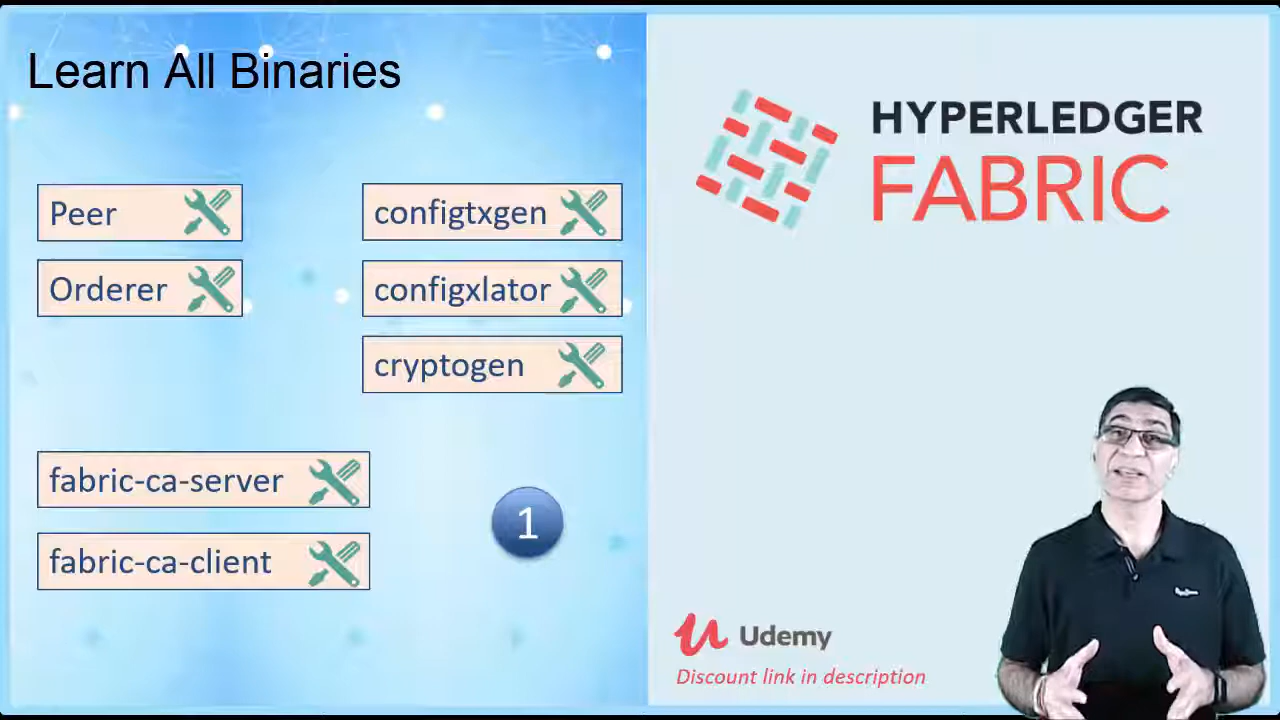 Learn All Binaries
Peer
Orderer
configtxgen
configxlator
cryptogen
fabric-ca-server
fabric-ca-client
1
HYPERLEDGER
FABRIC
Udemy
Discount link in description